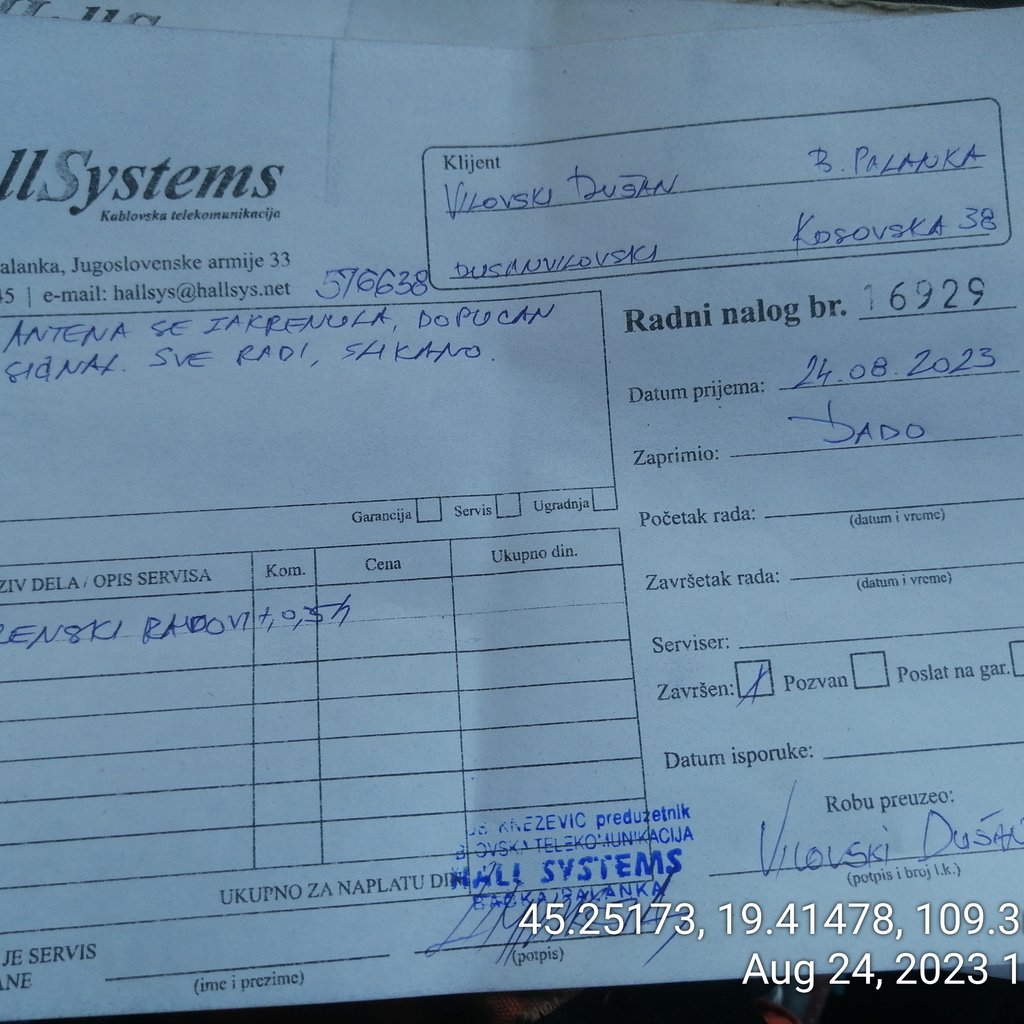 llSystems
Kablovska telekomunikacija
alanka, Jugoslovenske armije 33
45 | e-mail: hallsys@hallsys.net
576638
Klijent
VILOVSKI DUŠAN B. PALANKA
DUSANVILOVSKI KOSOVSKA 38
ANTENA SE ZAKRENULA, DOPUCAN
SIGNAL. SVE RADI, SLIKANO.
Garancija Servis Ugradnja
Radni nalog br. 16929
Datum prijema: 24.08.2023
Zaprimio: DADO
Početak rada:
(datum i vreme)
Završetak rada:
(datum i vreme)
Serviser:
Završen: Pozvan Poslat na gar.
Datum isporuke:
Robu preuzeo:
VILOVSKI DUŠAN
(potpis i broj l.k.)
ZIV DELA / OPIS SERVISA Kom. Cena Ukupno din.
RENSKI RADOVI
UKUPNO ZA NAPLATU DIN
KNEZEVIC preduzetnik
TELEKOMUNIKACIJA
HALL SYSTEMS
BACKA PALANKA
JE SERVIS
ANE
(ime i prezime)
(potpis)
45.25173, 19.41478, 109.3
Aug 24, 2023 1